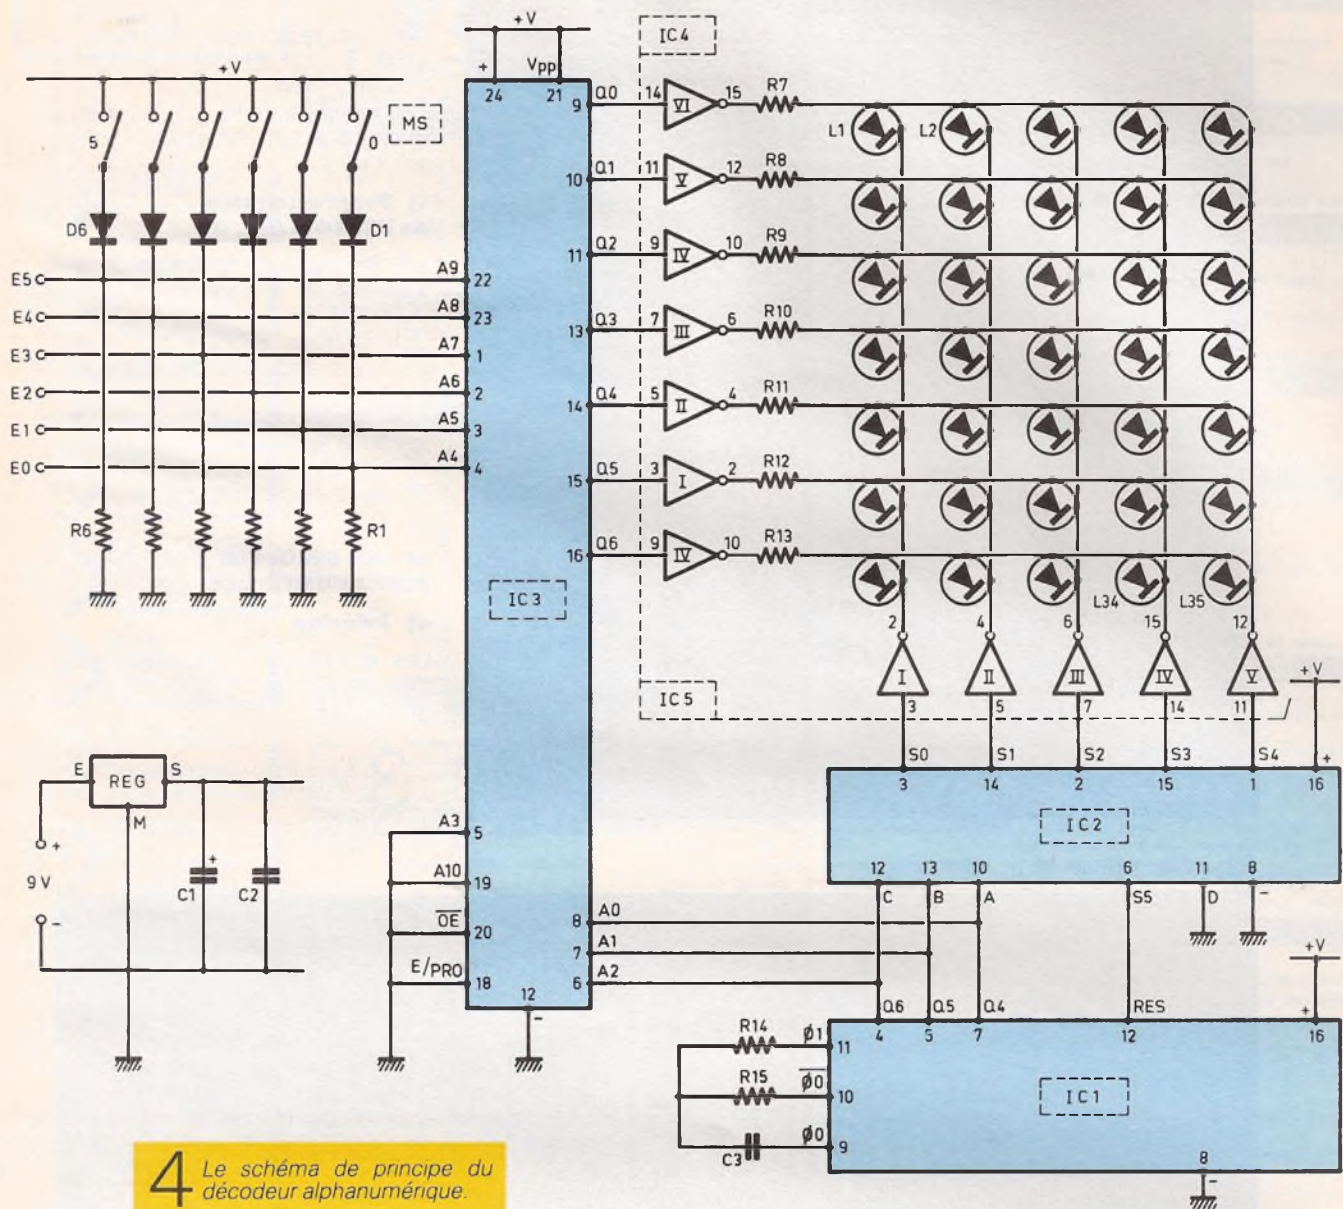 +V
5
0
MS
D6
D1
E5
E4
E3
E2
E1
E0
R6
R1
+V
+
24
Vpp
21
A9
22
A8
23
A7
1
A6
2
A5
3
A4
4
IC3
9 Q0
10 Q1
11 Q2
13 Q3
14 Q4
15 Q5
16 Q6
IC4
14 VI 15 R7
11 V 12 R8
9 IV 10 R9
7 III 6 R10
5 II 4 R11
3 I 2 R12
9 IV 10 R13
L1
L2
L34
L35
2 4 6 15 12
I II III IV V
3 5 7 14 11
IC5
+V
S0 S1 S2 S3 S4
3 14 2 15 1 16 +
IC2
12 13 10 6 11 8
C B A S5 D -
E REG S
M
+
9 V
-
C1 +
C2
A3
5
A10
19
OE
20
E/PRO
18
12
-
8 A0
7 A1
6 A2
+V
Q6 Q5 Q4 RES +
4 5 7 12 16
R14 ø1 11
R15 ø0 10
C3 ø0 9
IC1
8
-
4 Le schéma de principe du
décodeur alphanumérique.